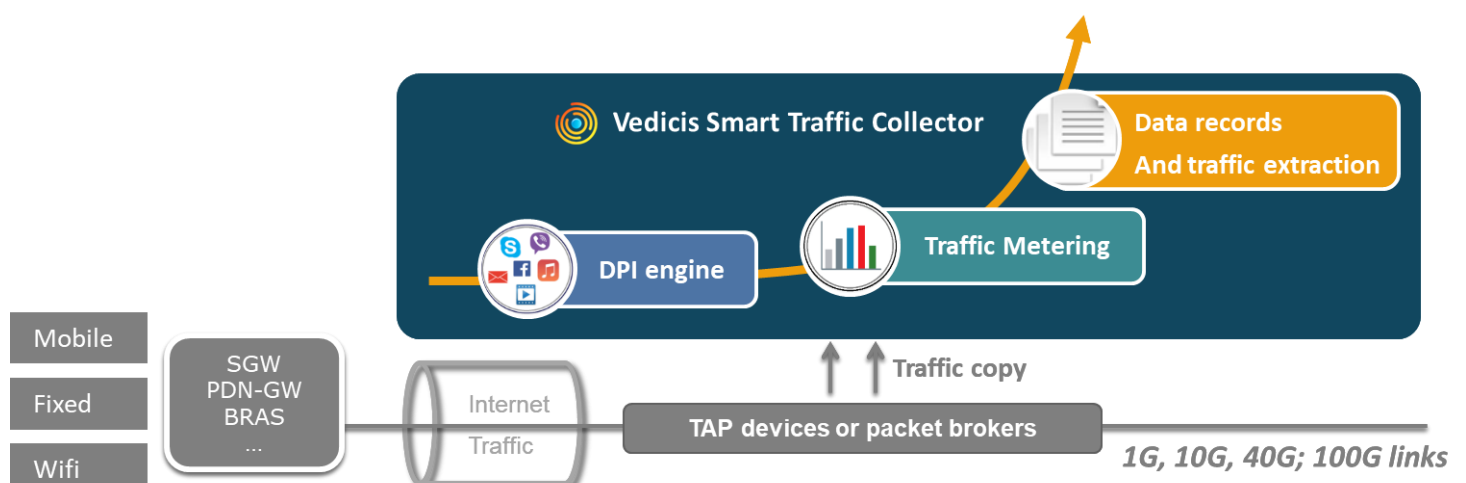 Vedicis Smart Traffic Collector
Data records
And traffic extraction
Traffic Metering
DPI engine
Mobile
Fixed
Wifi
SGW
PDN-GW
BRAS
...
Internet
Traffic
Traffic copy
TAP devices or packet brokers
1G, 10G, 40G; 100G links